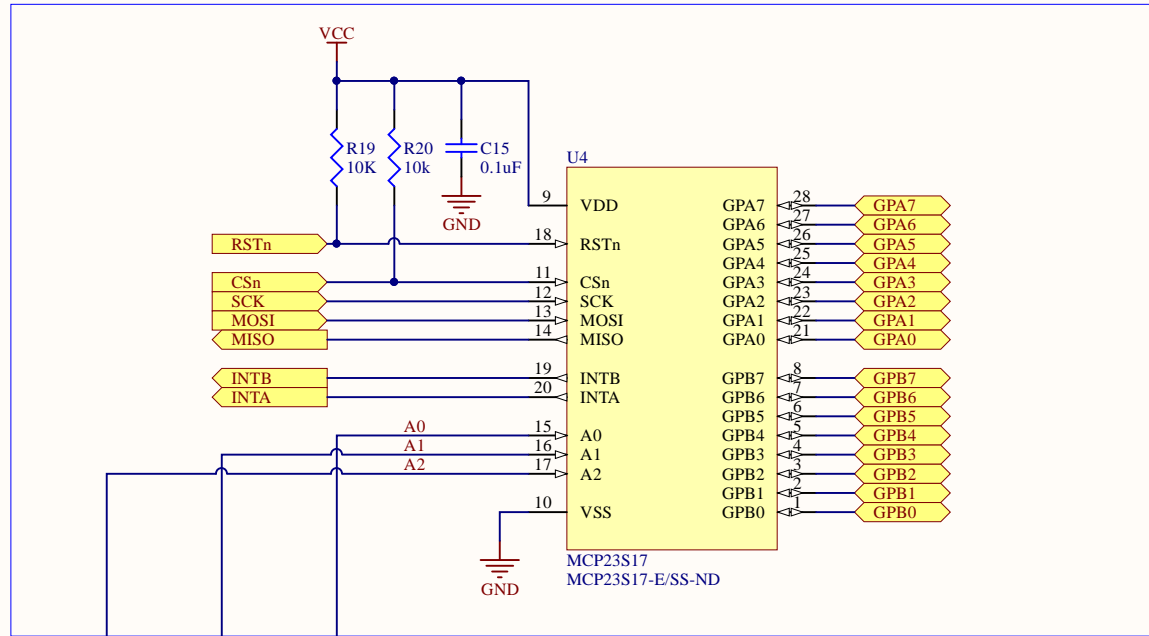 VCC
R19
10K
R20
10k
C15
0.1uF
GND
U4
9 VDD
18 RSTn
11 CSn
12 SCK
13 MOSI
14 MISO
19 INTB
20 INTA
15 A0
16 A1
17 A2
10 VSS
GPA7 28 GPA7
GPA6 27 GPA6
GPA5 26 GPA5
GPA4 25 GPA4
GPA3 24 GPA3
GPA2 23 GPA2
GPA1 22 GPA1
GPA0 21 GPA0
GPB7 8 GPB7
GPB6 7 GPB6
GPB5 6 GPB5
GPB4 5 GPB4
GPB3 4 GPB3
GPB2 3 GPB2
GPB1 2 GPB1
GPB0 1 GPB0
RSTn
CSn
SCK
MOSI
MISO
INTB
INTA
A0
A1
A2
GND
MCP23S17
MCP23S17-E/SS-ND